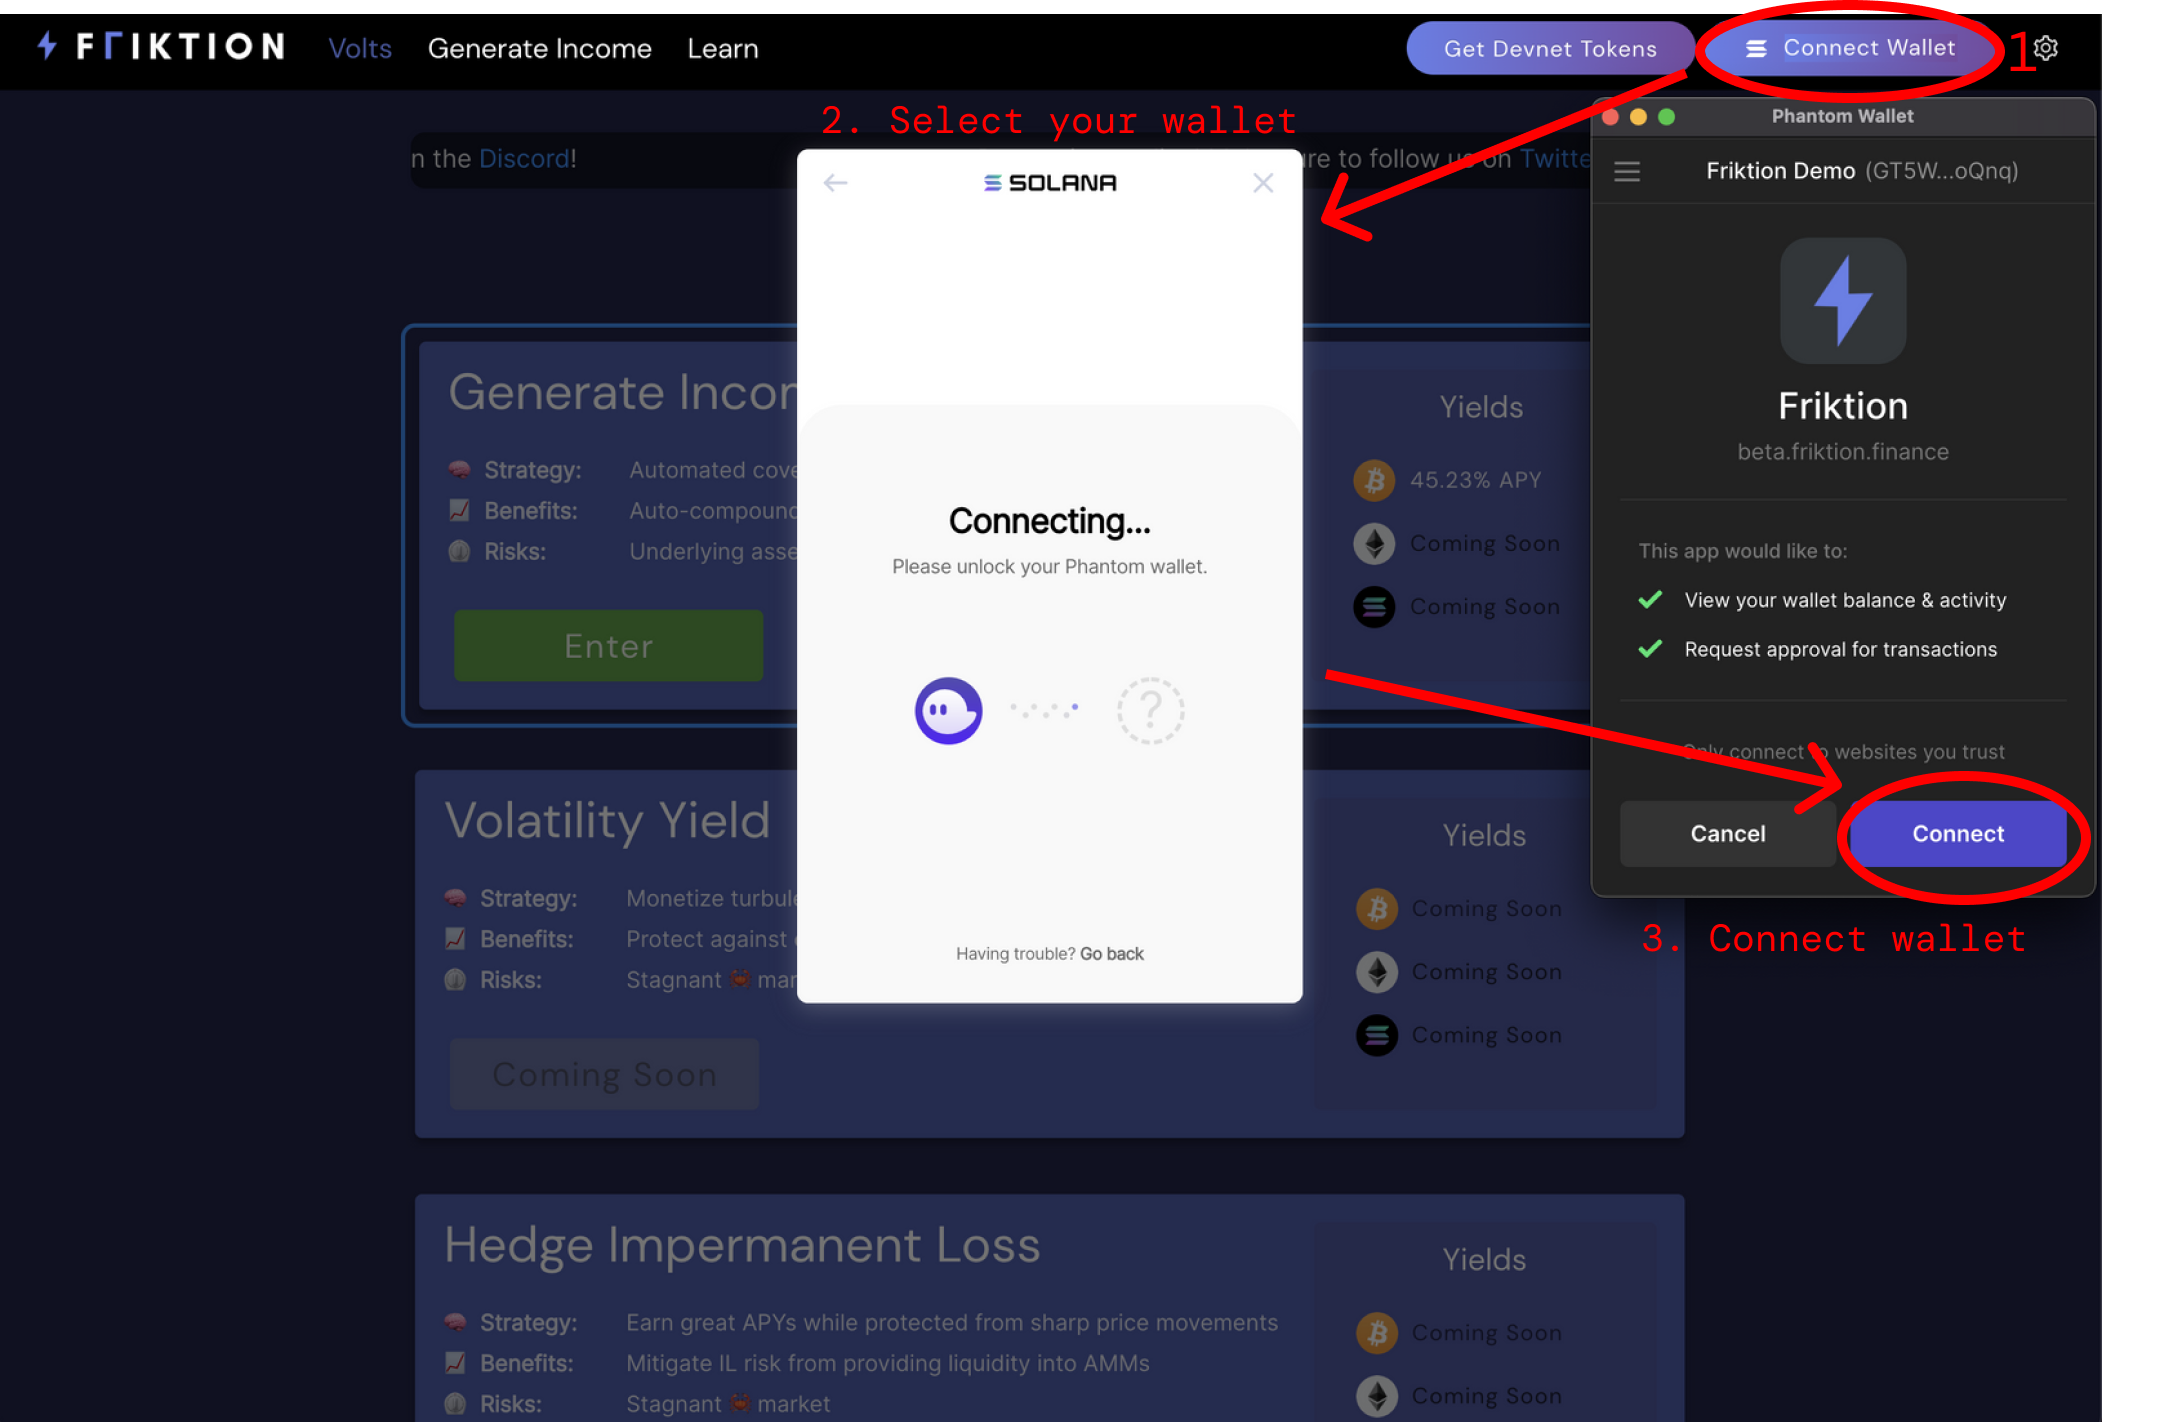 FRIKTION Volts Generate Income Learn Get Devnet Tokens Connect Wallet 1
2. Select your wallet
n the Discord!
re to follow us on Twitte
SOLANA
Connecting...
Please unlock your Phantom wallet.
?
Having trouble? Go back
Phantom Wallet
Friktion Demo (GT5W...oQnq)
Friktion
beta.friktion.finance
This app would like to:
View your wallet balance & activity
Request approval for transactions
Only connect to websites you trust
Cancel Connect
3. Connect wallet
Generate Incor
Strategy: Automated cove
Benefits: Auto-compound
Risks: Underlying asse
Enter
Yields
45.23% APY
Coming Soon
Coming Soon
Volatility Yield
Strategy: Monetize turbule
Benefits: Protect against
Risks: Stagnant 🦀 mar
Coming Soon
Yields
Coming Soon
Coming Soon
Coming Soon
Hedge Impermanent Loss
Strategy: Earn great APYs while protected from sharp price movements
Benefits: Mitigate IL risk from providing liquidity into AMMs
Risks: Stagnant 🦀 market
Yields
Coming Soon
Coming Soon